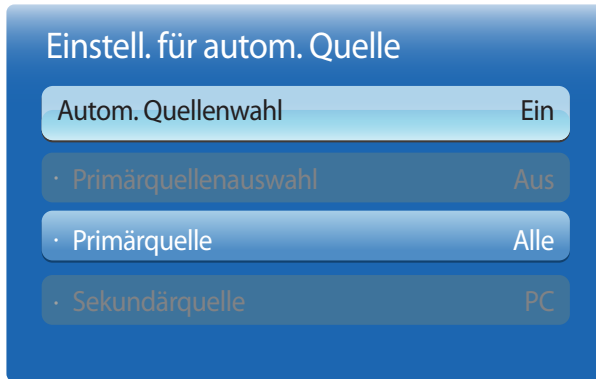 Einstell. für autom. Quelle
Autom. Quellenwahl Ein
· Primärquellenauswahl Aus
· Primärquelle Alle
· Sekundärquelle PC